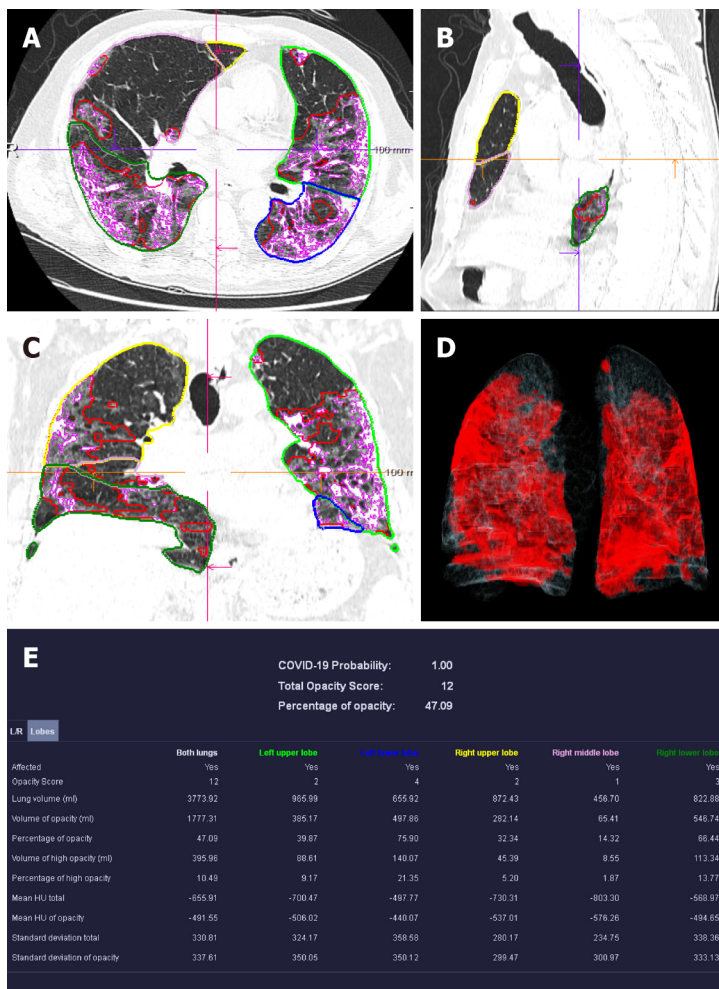 A
B
R
100 mm
C
D
100 m
E
COVID-19 Probability: 1.00
Total Opacity Score: 12
Percentage of opacity: 47.09
L/R Lobes
Both lungs Left upper lobe Left lower lobe Right upper lobe Right middle lobe Right lower lobe
Affected Yes Yes Yes Yes Yes Yes
Opacity Score 12 2 4 2 1 3
Lung volume (ml) 3773.92 965.99 655.92 872.43 456.70 822.88
Volume of opacity (ml) 1777.31 385.17 497.86 282.14 65.41 546.74
Percentage of opacity 47.09 39.87 75.90 32.34 14.32 66.44
Volume of high opacity (ml) 395.96 88.61 140.07 45.39 8.55 113.34
Percentage of high opacity 10.49 9.17 21.35 5.20 1.87 13.77
Mean HU total -655.91 -700.47 -497.77 -730.31 -803.30 -568.97
Mean HU of opacity -491.55 -506.02 -440.07 -537.01 -576.26 -494.65
Standard deviation total 330.81 324.17 358.58 280.17 234.75 338.36
Standard deviation of opacity 337.61 350.05 350.12 299.47 300.97 333.13